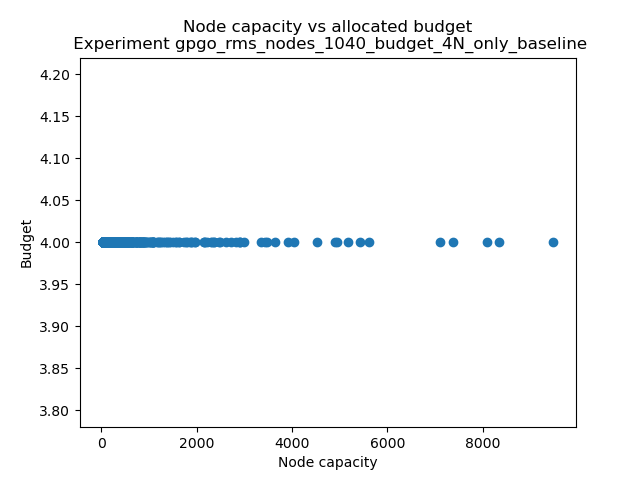 Node capacity vs allocated budget
Experiment gpgo_rms_nodes_1040_budget_4N_only_baseline
4.20
4.15
4.10
4.05
4.00
3.95
3.90
3.85
3.80
Budget
0 2000 4000 6000 8000
Node capacity